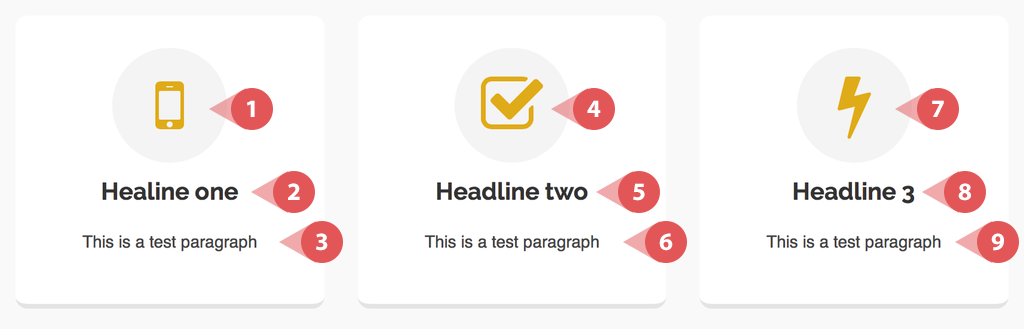 1
Healine one 2
This is a test paragraph 3
4
Headline two 5
This is a test paragraph 6
7
Headline 3 8
This is a test paragraph 9